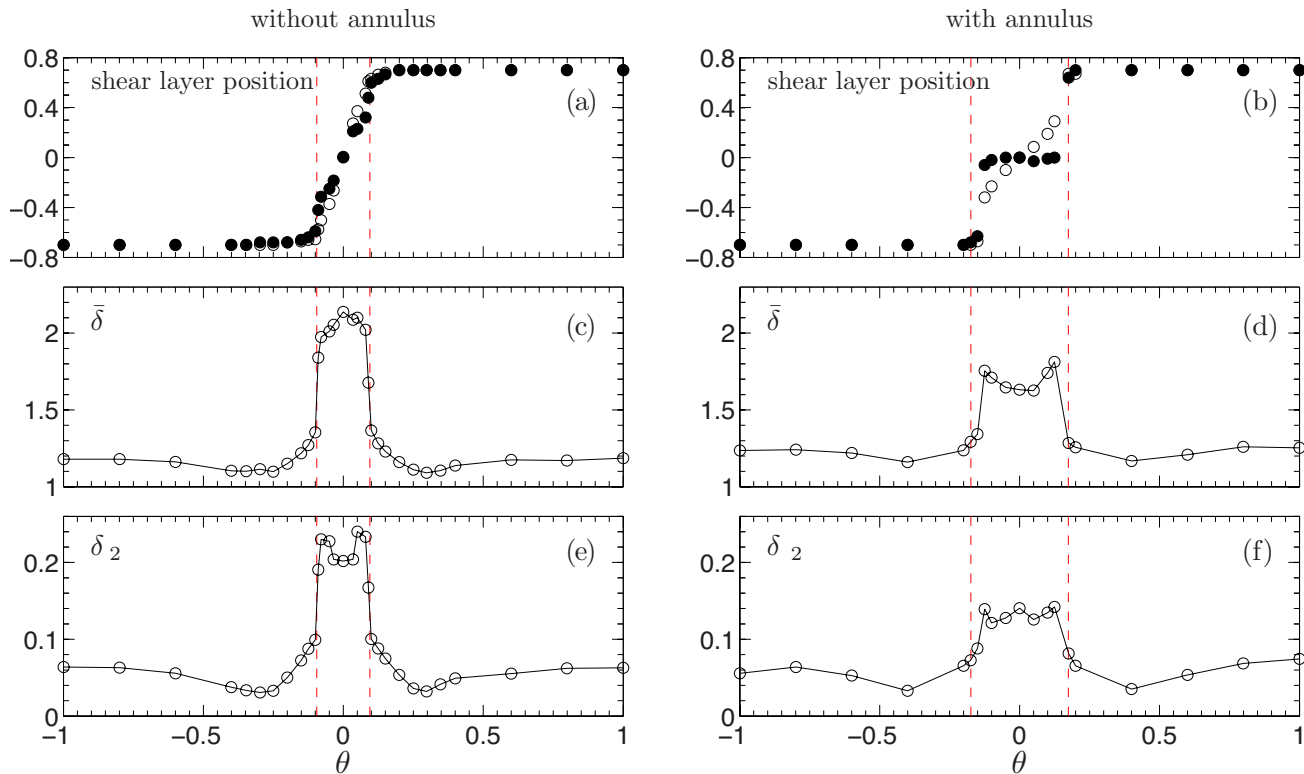 without annulus
with annulus
0.8
0.4
0
−0.4
−0.8
shear layer position
(a)
0.8
0.4
0
−0.4
−0.8
shear layer position
(b)
2
1.5
1
δ̄
(c)
2
1.5
1
δ̄
(d)
0.2
0.1
0
δ 2
(e)
0.2
0.1
0
δ 2
(f)
−1 −0.5 0 0.5 1
θ
−1 −0.5 0 0.5 1
θ